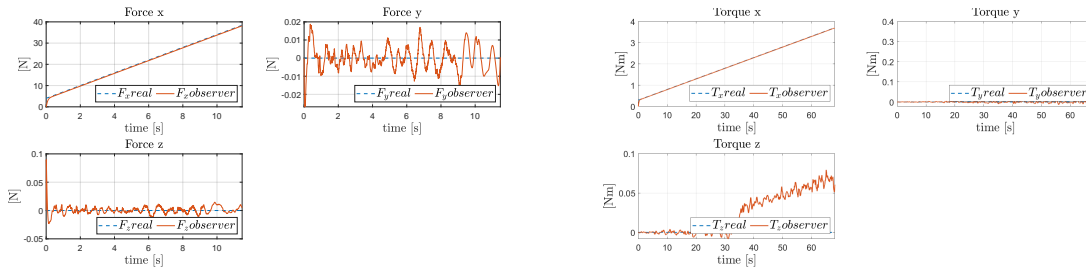 Force x
[N]
40
30
20
10
0
F_x real F_x observer
0 2 4 6 8 10
time [s]
Force y
0.02
0.01
0
-0.01
-0.02
F_y real F_y observer
0 2 4 6 8 10
time [s]
Force z
[N]
0.1
0.05
0
-0.05
F_z real F_z observer
0 2 4 6 8 10
time [s]
Torque x
[Nm]
4
3
2
1
0
T_x real T_x observer
0 10 20 30 40 50 60
time [s]
Torque y
[Nm]
0.4
0.2
0
T_y real T_y observer
0 10 20 30 40 50 60
time [s]
Torque z
[Nm]
0.1
0.05
0
T_z real T_z observer
0 10 20 30 40 50 60
time [s]